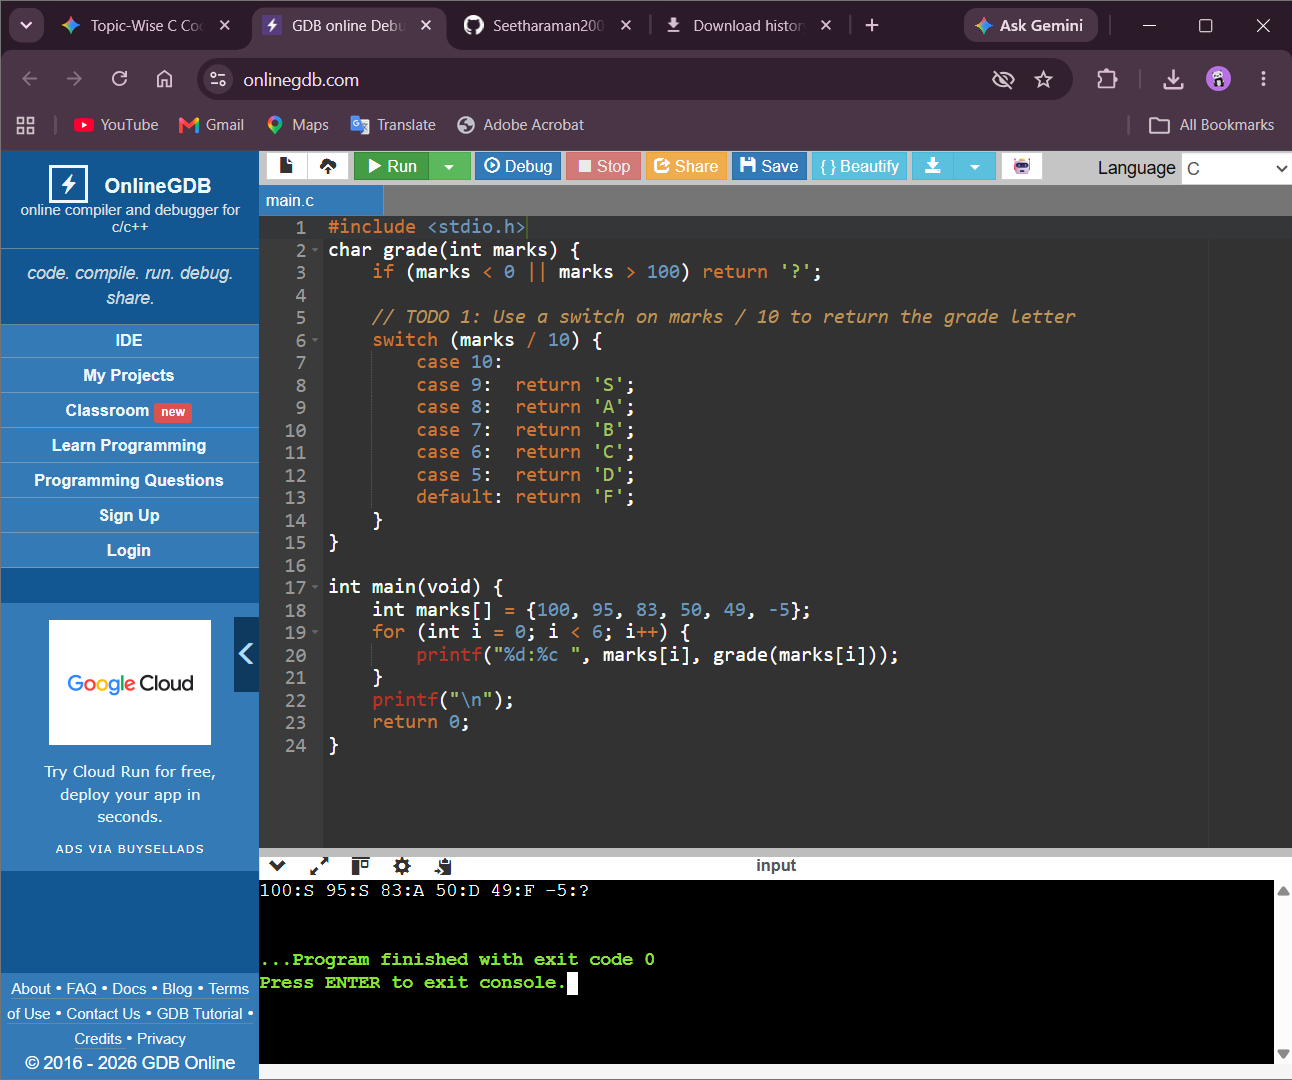 Topic-Wise C Co
GDB online Debu
Seetharaman200
Download histor
Ask Gemini
onlinegdb.com
YouTube
Gmail
Maps
Translate
Adobe Acrobat
All Bookmarks
OnlineGDB
online compiler and debugger for
c/c++
code. compile. run. debug.
share.
IDE
My Projects
Classroom new
Learn Programming
Programming Questions
Sign Up
Login
Google Cloud
Try Cloud Run for free,
deploy your app in
seconds.
ADS VIA BUYSELLADS
About • FAQ • Docs • Blog • Terms
of Use • Contact Us • GDB Tutorial •
Credits • Privacy
© 2016 - 2026 GDB Online
Run
Debug
Stop
Share
Save
{ } Beautify
Language C
main.c
1 #include <stdio.h>
2 char grade(int marks) {
3     if (marks < 0 || marks > 100) return '?';
4
5     // TODO 1: Use a switch on marks / 10 to return the grade letter
6     switch (marks / 10) {
7         case 10:
8         case 9:  return 'S';
9         case 8:  return 'A';
10         case 7:  return 'B';
11         case 6:  return 'C';
12         case 5:  return 'D';
13         default: return 'F';
14     }
15 }
16
17 int main(void) {
18     int marks[] = {100, 95, 83, 50, 49, -5};
19     for (int i = 0; i < 6; i++) {
20         printf("%d:%c ", marks[i], grade(marks[i]));
21     }
22     printf("\n");
23     return 0;
24 }
input
100:S 95:S 83:A 50:D 49:F -5:?
...Program finished with exit code 0
Press ENTER to exit console.